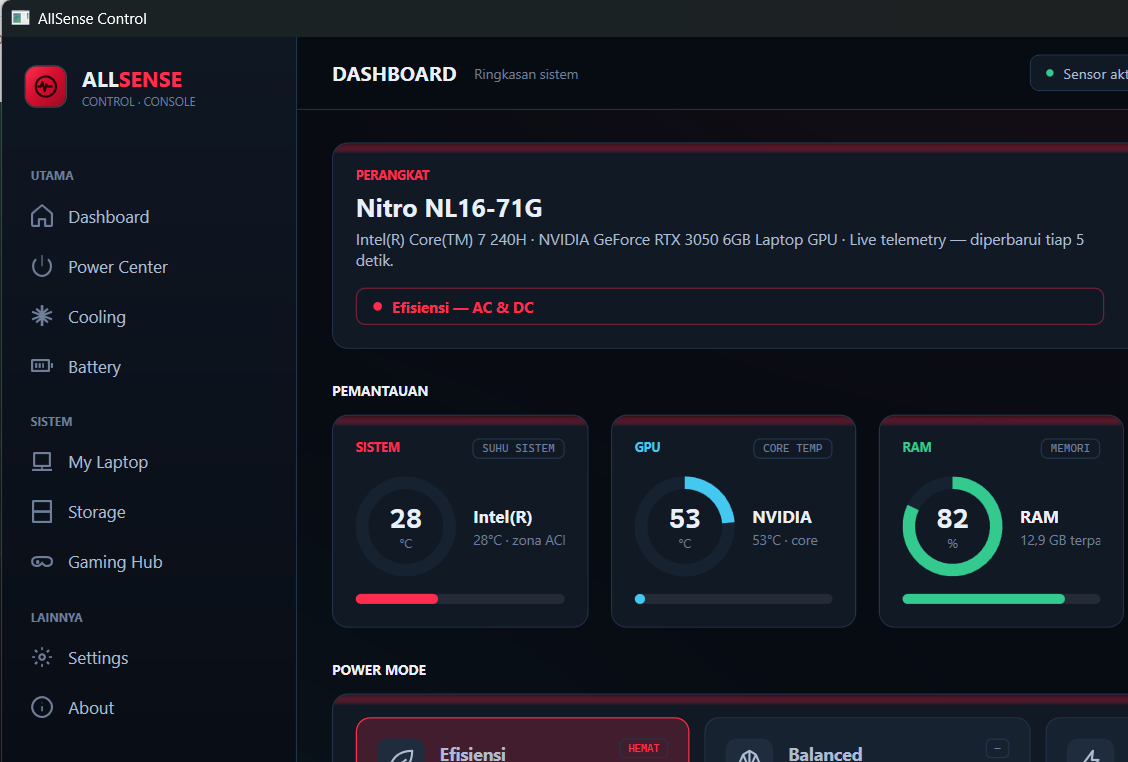 AllSense Control
ALLSENSE
CONTROL · CONSOLE
UTAMA
Dashboard
Power Center
Cooling
Battery
SISTEM
My Laptop
Storage
Gaming Hub
LAINNYA
Settings
About
DASHBOARD Ringkasan sistem
Sensor akt
PERANGKAT
Nitro NL16-71G
Intel(R) Core(TM) 7 240H · NVIDIA GeForce RTX 3050 6GB Laptop GPU · Live telemetry — diperbarui tiap 5
detik.
Efisiensi — AC & DC
PEMANTAUAN
SISTEM SUHU SISTEM
28
°C
Intel(R)
28°C · zona ACI
GPU CORE TEMP
53
°C
NVIDIA
53°C · core
RAM MEMORI
82
%
RAM
12,9 GB terpa
POWER MODE
Efisiensi HEMAT
Balanced —